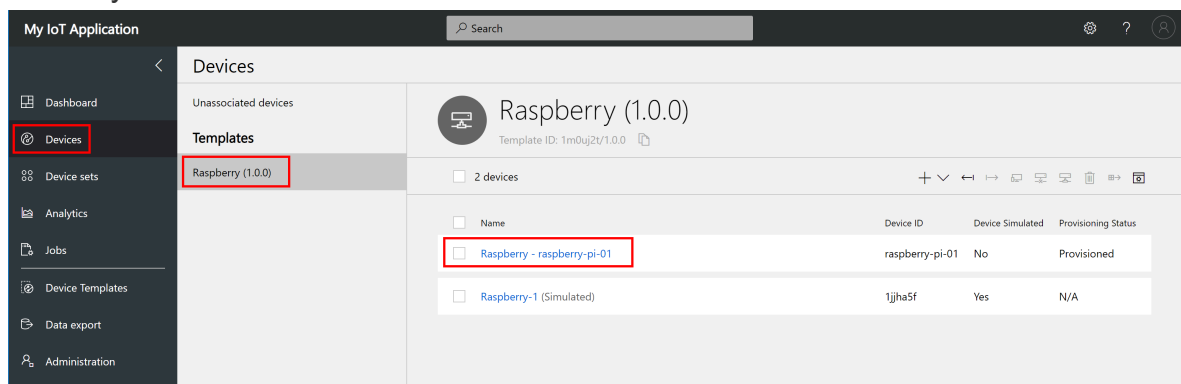 My IoT Application
Search
?
Devices
Dashboard
Devices
Device sets
Analytics
Jobs
Device Templates
Data export
Administration
Unassociated devices
Templates
Raspberry (1.0.0)
Raspberry (1.0.0)
Template ID: 1m0uj2t/1.0.0
2 devices
Name Device ID Device Simulated Provisioning Status
Raspberry - raspberry-pi-01 raspberry-pi-01 No Provisioned
Raspberry-1 (Simulated) 1jjha5f Yes N/A